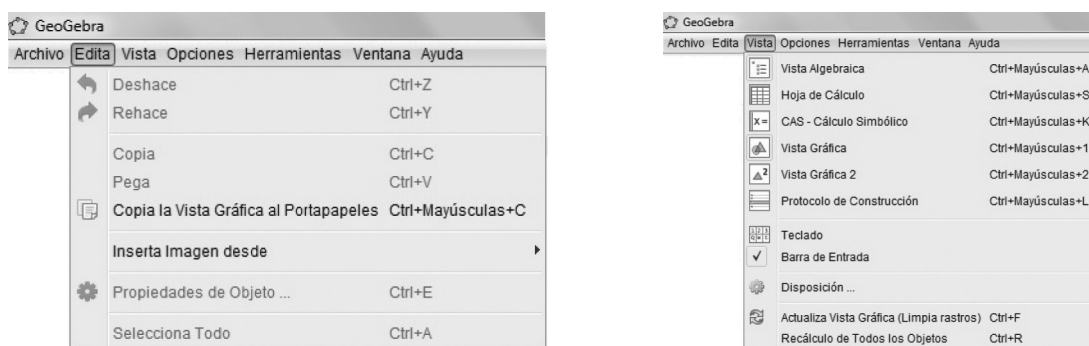 GeoGebra
Archivo Edita Vista Opciones Herramientas Ventana Ayuda
Deshace Ctrl+Z
Rehace Ctrl+Y
Copia Ctrl+C
Pega Ctrl+V
Copia la Vista Gráfica al Portapapeles Ctrl+Mayúsculas+C
Inserta Imagen desde
Propiedades de Objeto ... Ctrl+E
Selecciona Todo Ctrl+A
GeoGebra
Archivo Edita Vista Opciones Herramientas Ventana Ayuda
Vista Algebraica Ctrl+Mayúsculas+A
Hoja de Cálculo Ctrl+Mayúsculas+S
CAS - Cálculo Simbólico Ctrl+Mayúsculas+K
Vista Gráfica Ctrl+Mayúsculas+1
Vista Gráfica 2 Ctrl+Mayúsculas+2
Protocolo de Construcción Ctrl+Mayúsculas+L
Teclado
Barra de Entrada
Disposición ...
Actualiza Vista Gráfica (Limpia rastros) Ctrl+F
Recálculo de Todos los Objetos Ctrl+R